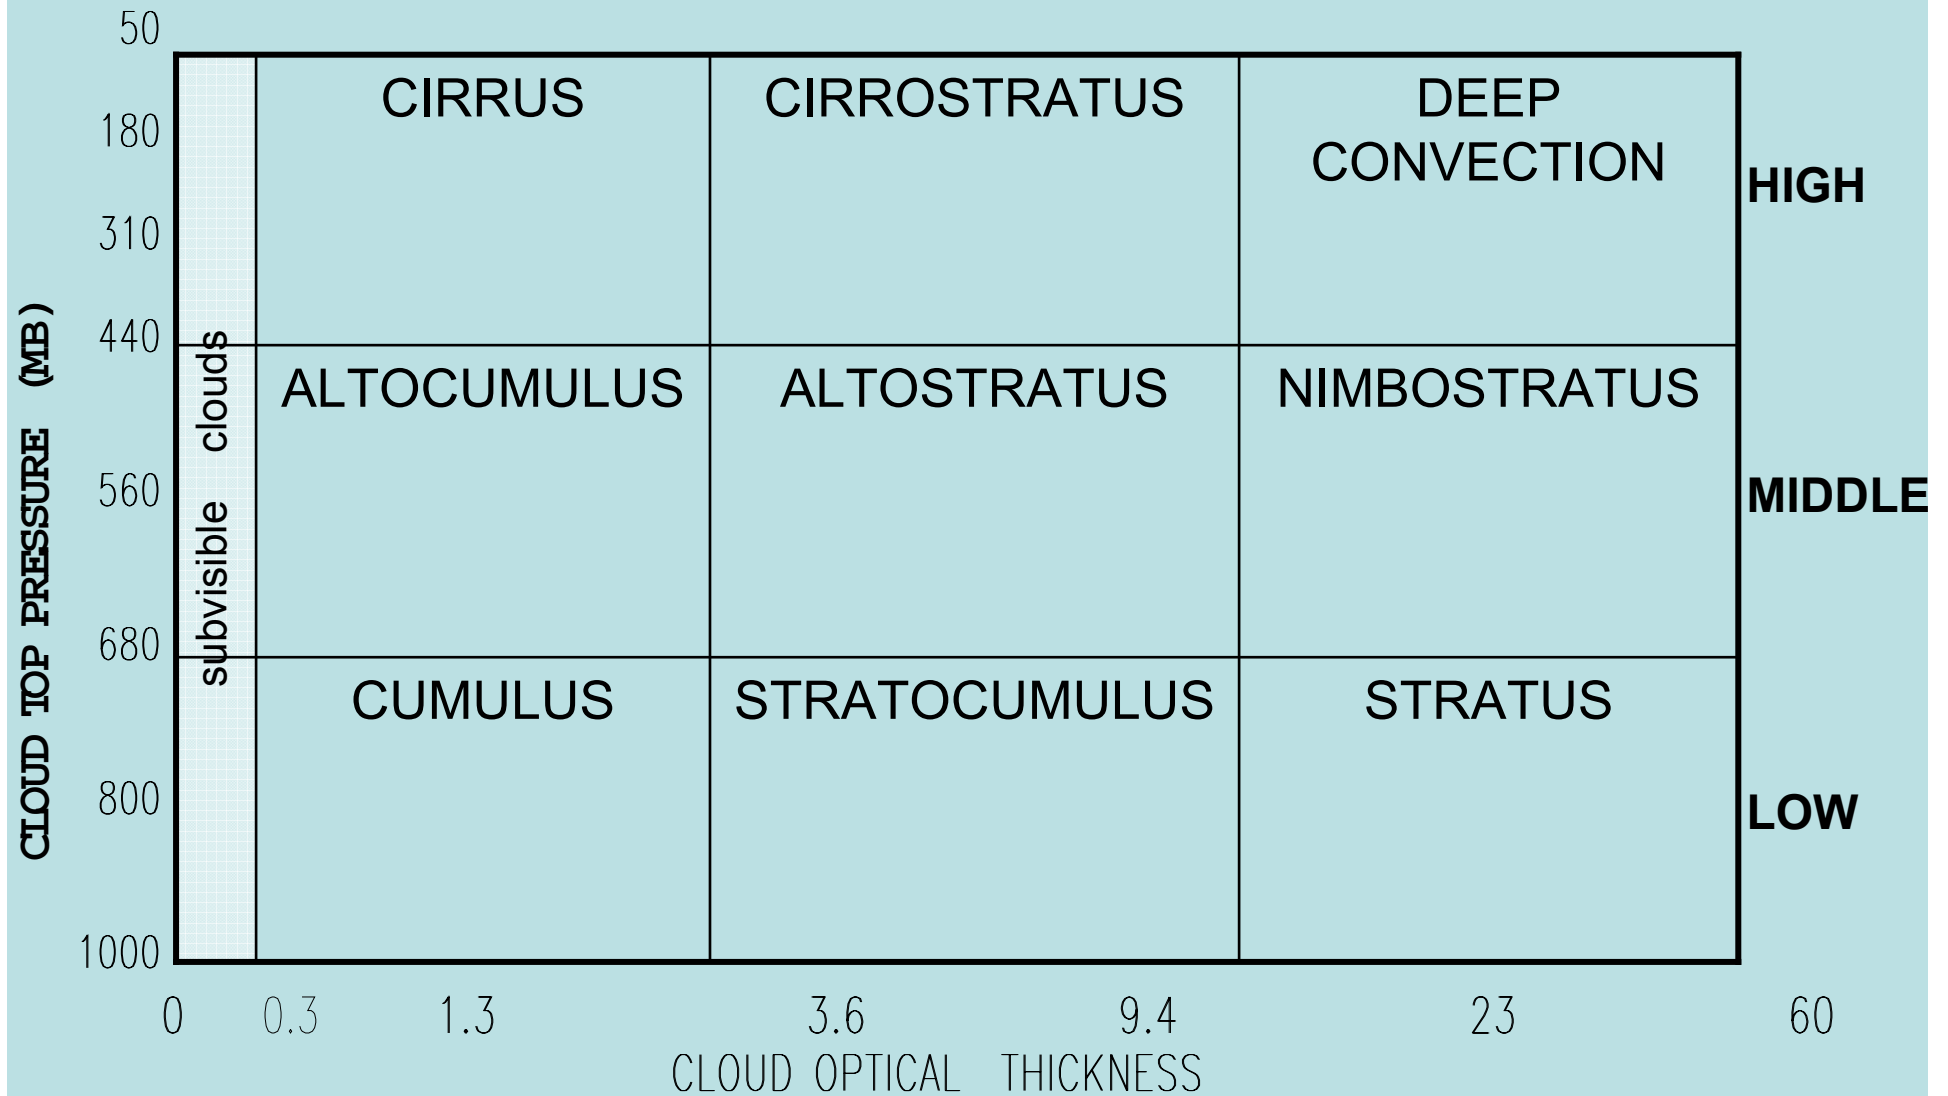 50
CIRRUS
CIRROSTRATUS
DEEP
CONVECTION
180
HIGH
310
440
ALTOCUMULUS
ALTOSTRATUS
NIMBOSTRATUS
CLOUD TOP PRESSURE (MB)
subvisible clouds
560
MIDDLE
680
CUMULUS
STRATOCUMULUS
STRATUS
800
LOW
1000
0 0.3 1.3 3.6 9.4 23 60
CLOUD OPTICAL THICKNESS